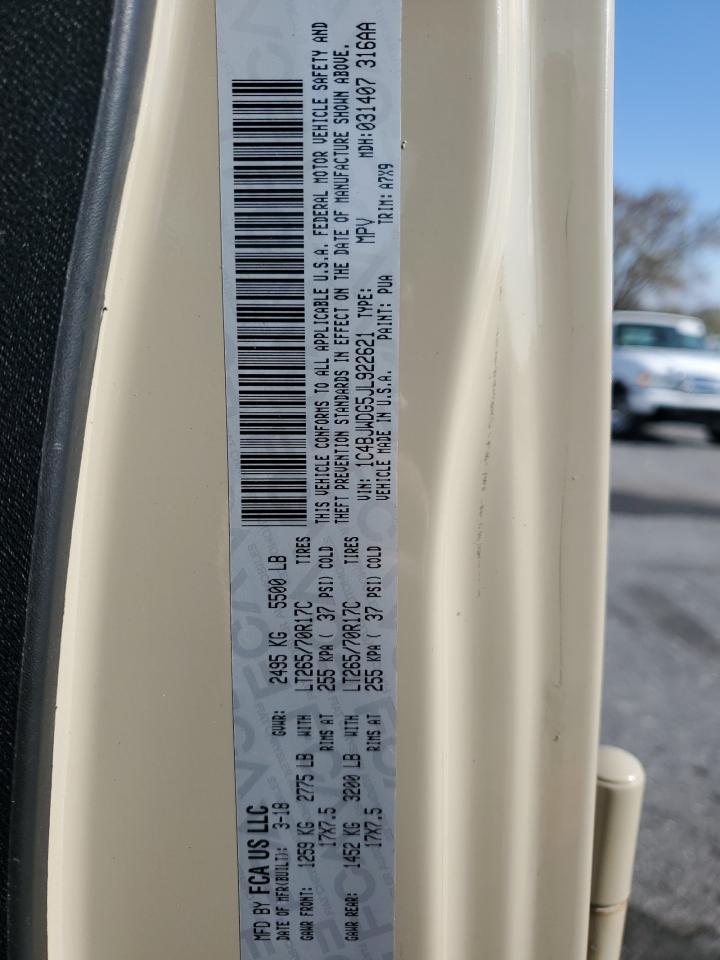 MFD BY FCA US LLC
DATE OF MFR(BUILT): 3-18 GVWR: 2495 KG 5500 LB
GAWR FRONT: 1259 KG 2775 LB WITH LT265/70R17C TIRES
17X7.5 RIMS AT 255 KPA ( 37 PSI) COLD
GAWR REAR: 1452 KG 3200 LB WITH LT265/70R17C TIRES
17X7.5 RIMS AT 255 KPA ( 37 PSI) COLD
THIS VEHICLE CONFORMS TO ALL APPLICABLE U.S.A. FEDERAL MOTOR VEHICLE SAFETY AND
THEFT PREVENTION STANDARDS IN EFFECT ON THE DATE OF MANUFACTURE SHOWN ABOVE.
VIN: 1C4BJWDG5JL922621 TYPE: MPV MDH:031407 316AA
VEHICLE MADE IN U.S.A. PAINT: PUA TRIM: A7X9